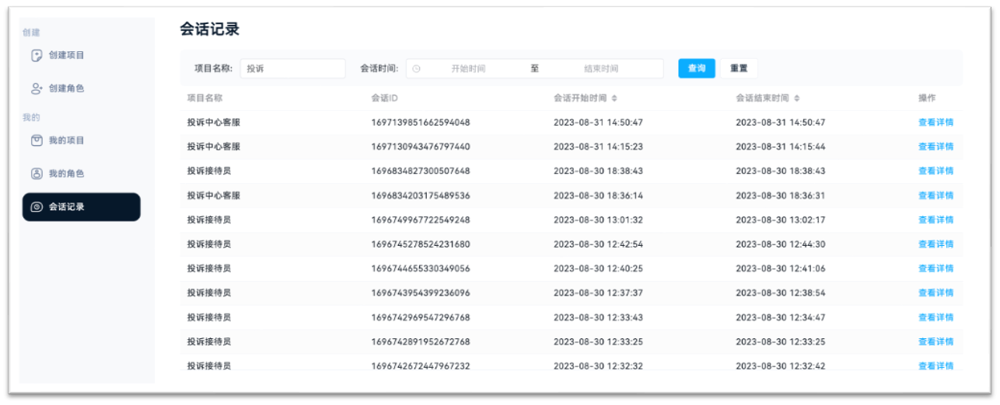 创建
创建项目
创建角色
我的
我的项目
我的角色
会话记录
会话记录
项目名称: 投诉 会话时间: 开始时间 至 结束时间 查询 重置
项目名称 会话ID 会话开始时间 会话结束时间 操作
投诉中心客服 1697139851662594048 2023-08-31 14:50:47 2023-08-31 14:50:47 查看详情
投诉中心客服 1697130943476797440 2023-08-31 14:15:23 2023-08-31 14:15:44 查看详情
投诉接待员 1696834827300507648 2023-08-30 18:38:43 2023-08-30 18:38:43 查看详情
投诉中心客服 1696834203175489536 2023-08-30 18:36:14 2023-08-30 18:36:31 查看详情
投诉接待员 1696749967722549248 2023-08-30 13:01:32 2023-08-30 13:02:17 查看详情
投诉接待员 1696745278524231680 2023-08-30 12:42:54 2023-08-30 12:44:30 查看详情
投诉接待员 1696744655330349056 2023-08-30 12:40:25 2023-08-30 12:41:06 查看详情
投诉接待员 1696743954399236096 2023-08-30 12:37:37 2023-08-30 12:38:54 查看详情
投诉接待员 1696742969547296768 2023-08-30 12:33:43 2023-08-30 12:34:47 查看详情
投诉接待员 1696742891952672768 2023-08-30 12:33:25 2023-08-30 12:33:25 查看详情
投诉接待员 1696742672447967232 2023-08-30 12:32:32 2023-08-30 12:32:42 查看详情